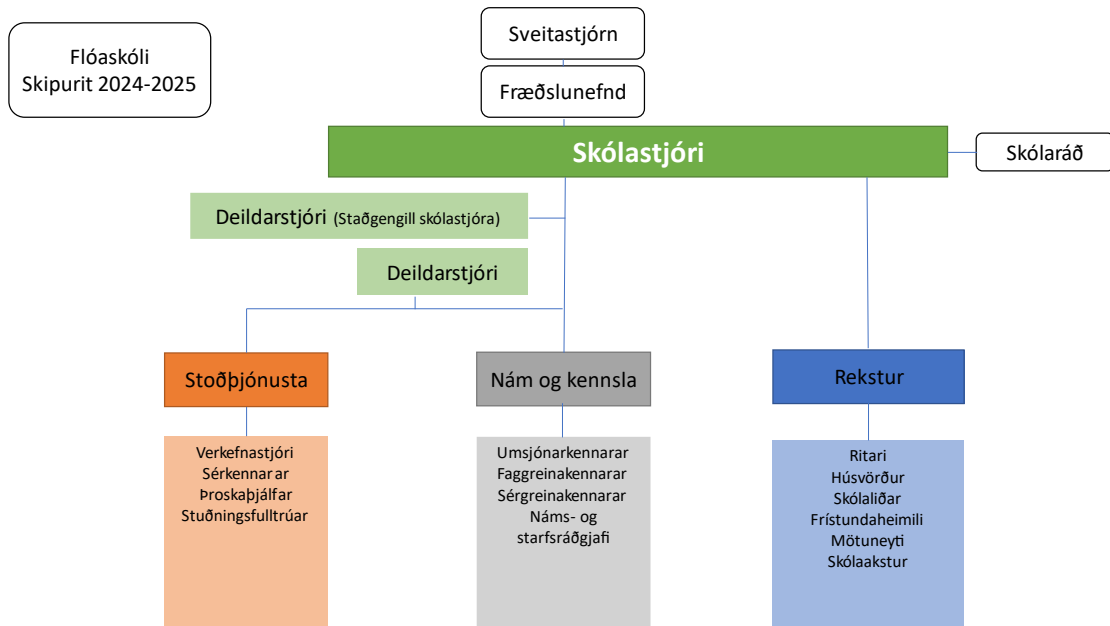 Flóaskóli
Skipurit 2024-2025
Sveitastjórn
Fræðslunefnd
Skólastjóri
Skólaráð
Deildarstjóri (Staðgengill skólastjóra)
Deildarstjóri
Stoðþjónusta
Nám og kennsla
Rekstur
Verkefnastjóri
Sérkennarar
Þroskaþjálfar
Stuðningsfulltrúar
Umsjónarkennarar
Faggreinakennarar
Sérgreinakennarar
Náms- og
starfsráðgjafi
Ritari
Húsvörður
Skólaliðar
Frístundaheimili
Mötuneyti
Skólaakstur